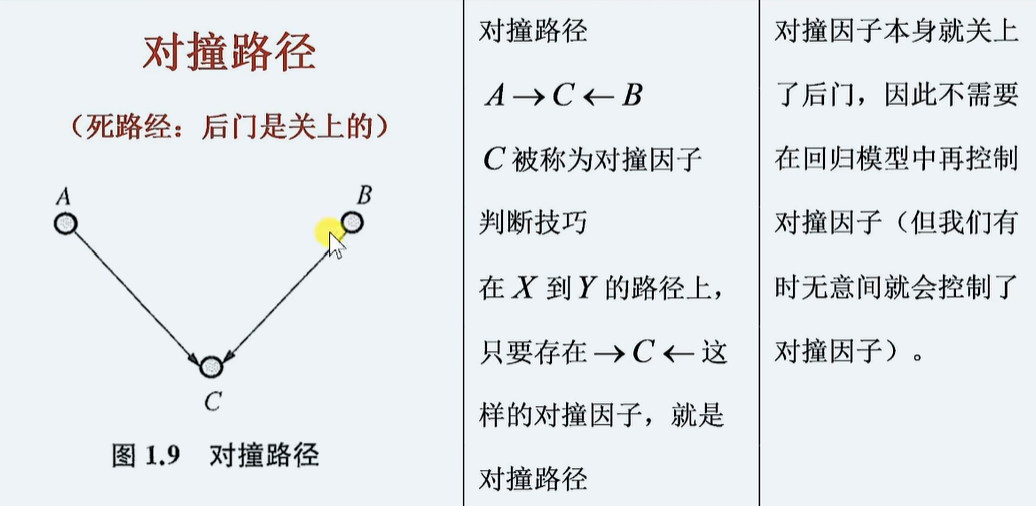 对撞路径
（死路经：后门是关上的）
A
B
C
图 1.9 对撞路径
对撞路径
A→C←B
C 被称为对撞因子
判断技巧
在 X 到 Y 的路径上，
只要存在→C←这
样的对撞因子，就是
对撞路径
对撞因子本身就关上
了后门，因此不需要
在回归模型中再控制
对撞因子（但我们有
时无意间就会控制了
对撞因子）。